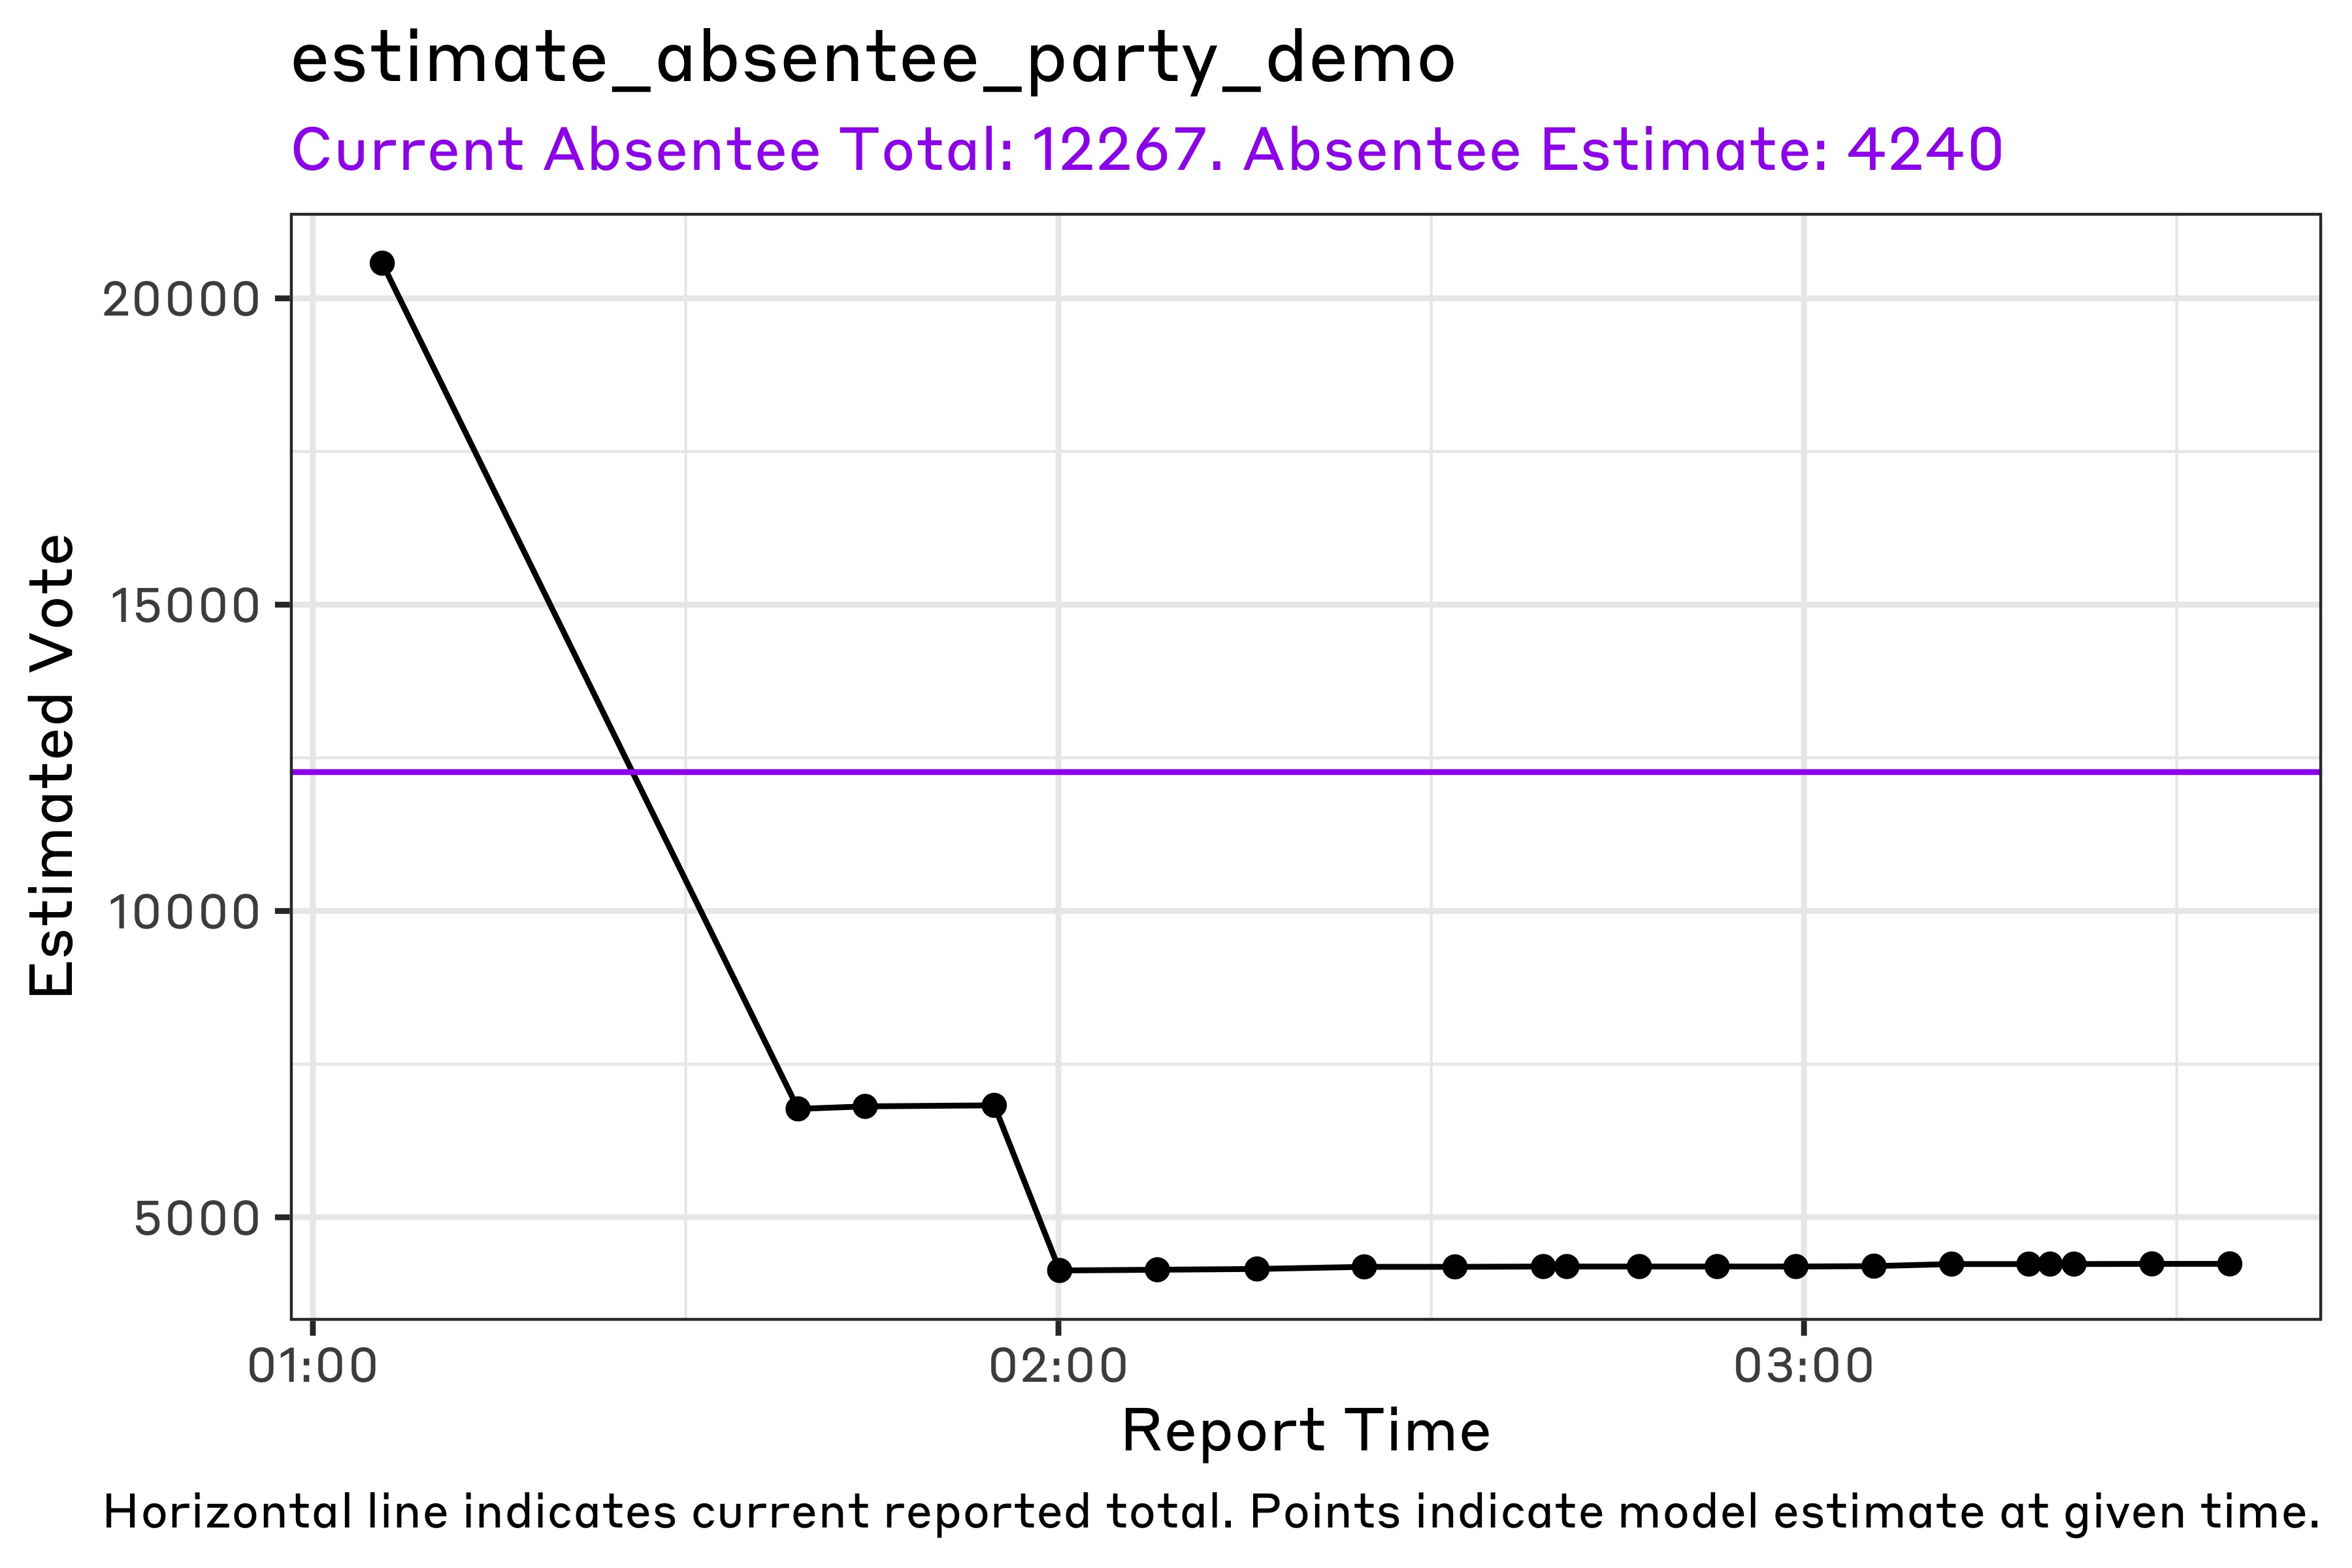 estimate_absentee_party_demo
Current Absentee Total: 12267. Absentee Estimate: 4240
Estimated Vote
20000
15000
10000
5000
01:00
02:00
03:00
Report Time
Horizontal line indicates current reported total. Points indicate model estimate at given time.